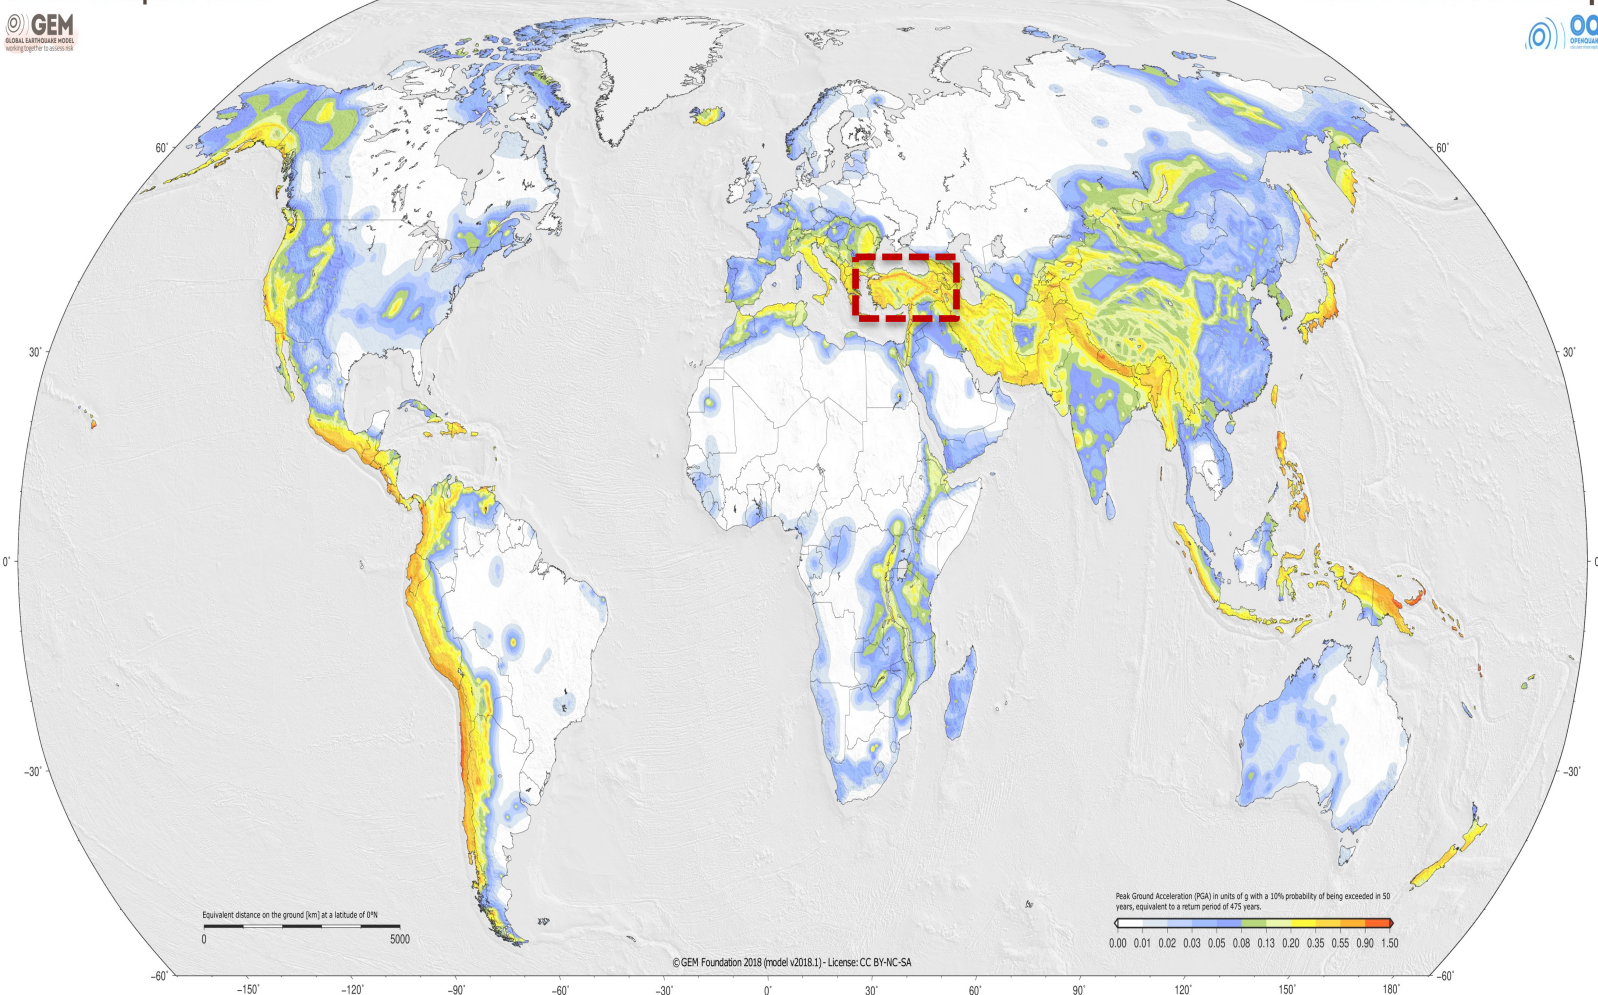 GEM
GLOBAL EARTHQUAKE MODEL
working together to assess risk
OPENQUAK
60°
60°
30°
30°
0°
0
-30°
-30°
-60°
-60°
Equivalent distance on the ground [km] at a latitude of 0°N
0
5000
Peak Ground Acceleration (PGA) in units of g with a 10% probability of being exceeded in 50
years, equivalent to a return period of 475 years.
0.00 0.01 0.02 0.03 0.05 0.08 0.13 0.20 0.35 0.55 0.90 1.50
©GEM Foundation 2018 (model v2018.1) - License: CC BY-NC-SA
-150° -120° -90° -60° -30° 0° 30° 60° 90° 120° 150° 180°